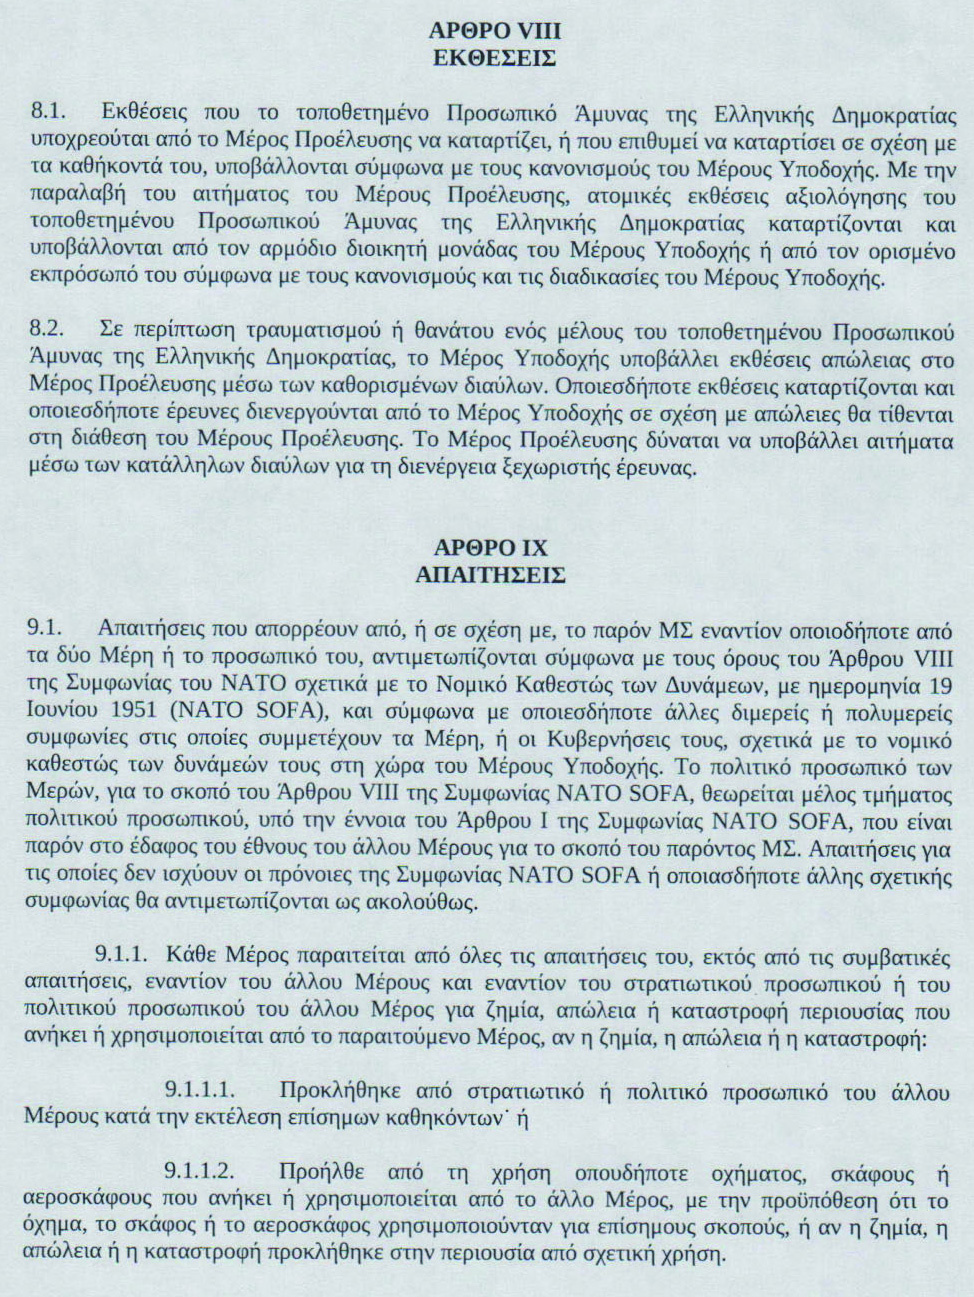 ΑΡΘΡΟ VIII
ΕΚΘΕΣΕΙΣ
8.1. Εκθέσεις που το τοποθετημένο Προσωπικό Άμυνας της Ελληνικής Δημοκρατίας
υποχρεούται από το Μέρος Προέλευσης να καταρτίζει, ή που επιθυμεί να καταρτίσει σε σχέση με
τα καθήκοντά του, υποβάλλονται σύμφωνα με τους κανονισμούς του Μέρους Υποδοχής. Με την
παραλαβή του αιτήματος του Μέρους Προέλευσης, ατομικές εκθέσεις αξιολόγησης του
τοποθετημένου Προσωπικού Άμυνας της Ελληνικής Δημοκρατίας καταρτίζονται και
υποβάλλονται από τον αρμόδιο διοικητή μονάδας του Μέρους Υποδοχής ή από τον ορισμένο
εκπρόσωπό του σύμφωνα με τους κανονισμούς και τις διαδικασίες του Μέρους Υποδοχής.
8.2. Σε περίπτωση τραυματισμού ή θανάτου ενός μέλους του τοποθετημένου Προσωπικού
Άμυνας της Ελληνικής Δημοκρατίας, το Μέρος Υποδοχής υποβάλλει εκθέσεις απώλειας στο
Μέρος Προέλευσης μέσω των καθορισμένων διαύλων. Οποιεσδήποτε εκθέσεις καταρτίζονται και
οποιεσδήποτε έρευνες διενεργούνται από το Μέρος Υποδοχής σε σχέση με απώλειες θα τίθενται
στη διάθεση του Μέρους Προέλευσης. Το Μέρος Προέλευσης δύναται να υποβάλλει αιτήματα
μέσω των κατάλληλων διαύλων για τη διενέργεια ξεχωριστής έρευνας.
ΑΡΘΡΟ IX
ΑΠΑΙΤΗΣΕΙΣ
9.1. Απαιτήσεις που απορρέουν από, ή σε σχέση με, το παρόν ΜΣ εναντίον οποιοδήποτε από
τα δύο Μέρη ή το προσωπικό του, αντιμετωπίζονται σύμφωνα με τους όρους του Άρθρου VIII
της Συμφωνίας του ΝΑΤΟ σχετικά με το Νομικό Καθεστώς των Δυνάμεων, με ημερομηνία 19
Ιουνίου 1951 (NATO SOFA), και σύμφωνα με οποιεσδήποτε άλλες διμερείς ή πολυμερείς
συμφωνίες στις οποίες συμμετέχουν τα Μέρη, ή οι Κυβερνήσεις τους, σχετικά με το νομικό
καθεστώς των δυνάμεών τους στη χώρα του Μέρους Υποδοχής. Το πολιτικό προσωπικό των
Μερών, για το σκοπό του Άρθρου VIII της Συμφωνίας NATO SOFA, θεωρείται μέλος τμήματος
πολιτικού προσωπικού, υπό την έννοια του Άρθρου Ι της Συμφωνίας NATO SOFA, που είναι
παρόν στο έδαφος του έθνους του άλλου Μέρους για το σκοπό του παρόντος ΜΣ. Απαιτήσεις για
τις οποίες δεν ισχύουν οι πρόνοιες της Συμφωνίας NATO SOFA ή οποιασδήποτε άλλης σχετικής
συμφωνίας θα αντιμετωπίζονται ως ακολούθως.
9.1.1. Κάθε Μέρος παραιτείται από όλες τις απαιτήσεις του, εκτός από τις συμβατικές
απαιτήσεις, εναντίον του άλλου Μέρους και εναντίον του στρατιωτικού προσωπικού ή του
πολιτικού προσωπικού του άλλου Μέρος για ζημία, απώλεια ή καταστροφή περιουσίας που
ανήκει ή χρησιμοποιείται από το παραιτούμενο Μέρος, αν η ζημία, η απώλεια ή η καταστροφή:
9.1.1.1. Προκλήθηκε από στρατιωτικό ή πολιτικό προσωπικό του άλλου
Μέρους κατά την εκτέλεση επίσημων καθηκόντων˙ ή
9.1.1.2. Προήλθε από τη χρήση οπουδήποτε οχήματος, σκάφους ή
αεροσκάφους που ανήκει ή χρησιμοποιείται από το άλλο Μέρος, με την προϋπόθεση ότι το
όχημα, το σκάφος ή το αεροσκάφος χρησιμοποιούνταν για επίσημους σκοπούς, ή αν η ζημία, η
απώλεια ή η καταστροφή προκλήθηκε στην περιουσία από σχετική χρήση.